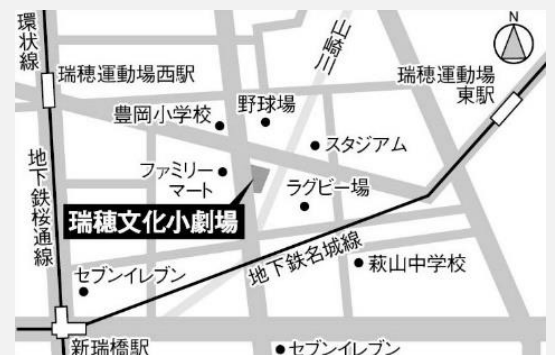 環状線
N
瑞穂運動場西駅
瑞穂運動場
東駅
豊岡小学校
野球場
スタジアム
地下鉄桜通線
ファミリー
マート
ラグビー場
瑞穂文化小劇場
地下鉄名城線
萩山中学校
セブンイレブン
新瑞橋駅
セブンイレブン